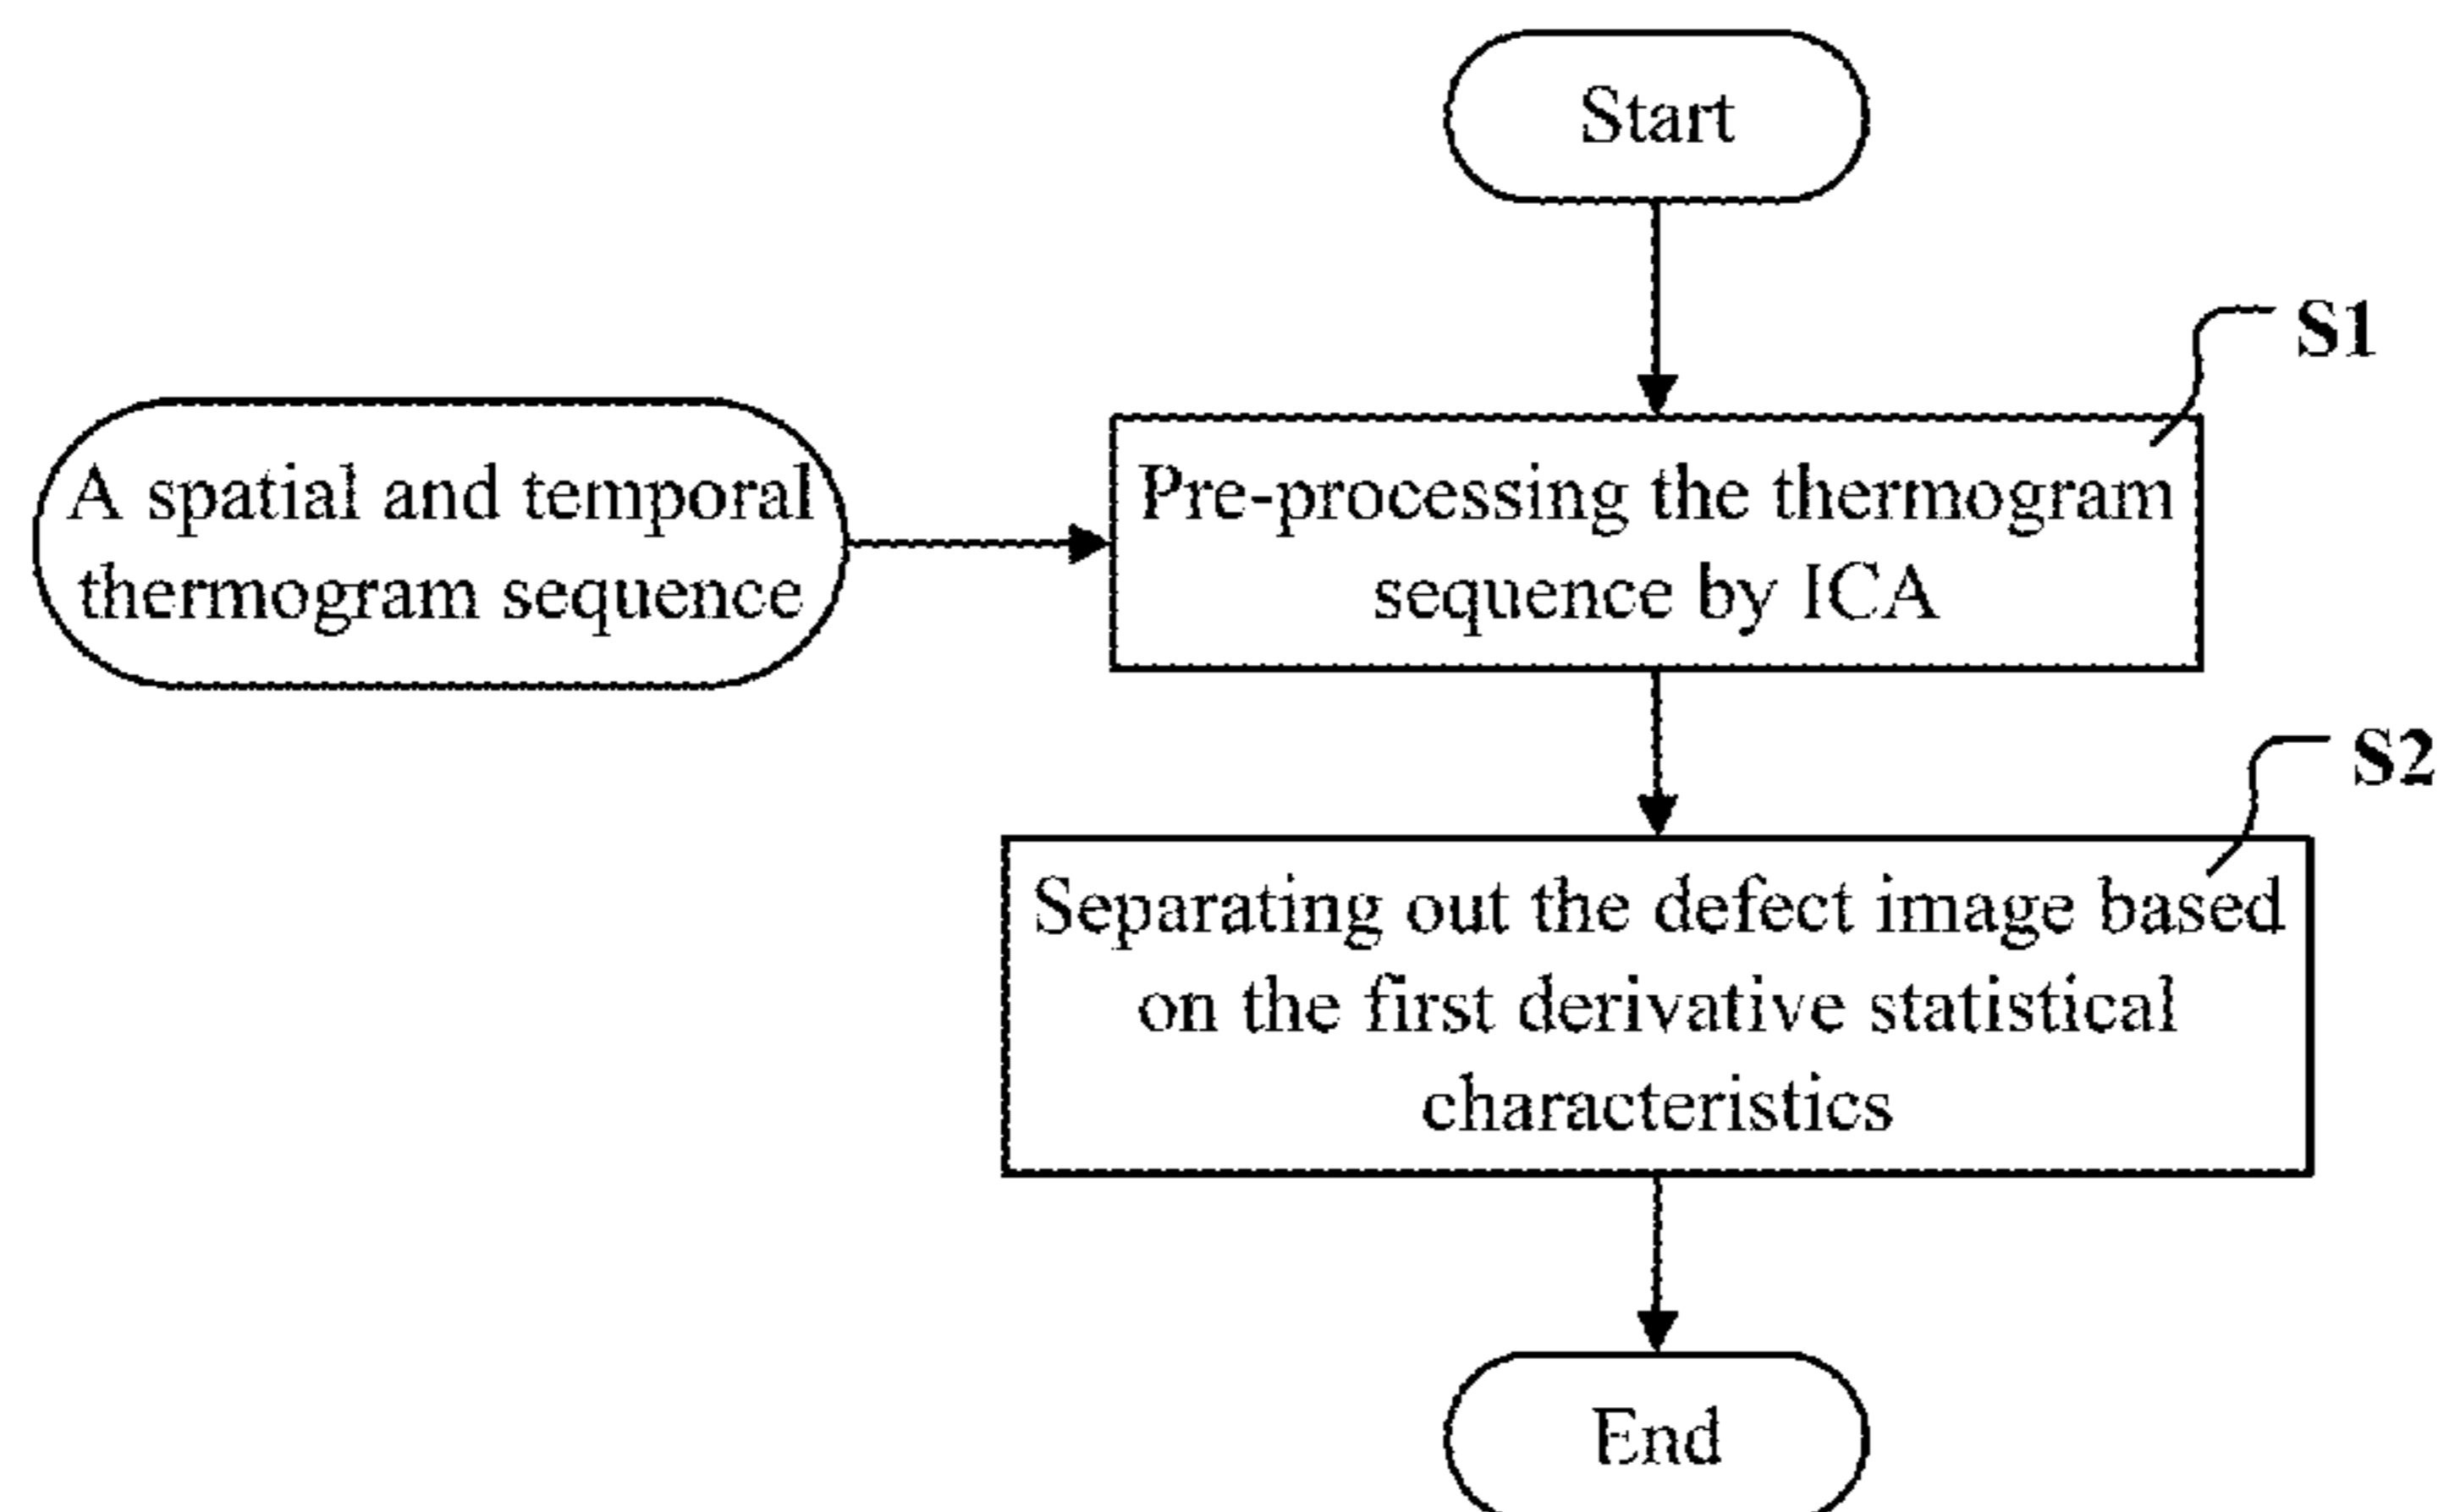 Start
S1
A spatial and temporal
thermogram sequence
Pre-processing the thermogram
sequence by ICA
S2
Separating out the defect image based
on the first derivative statistical
characteristics
End